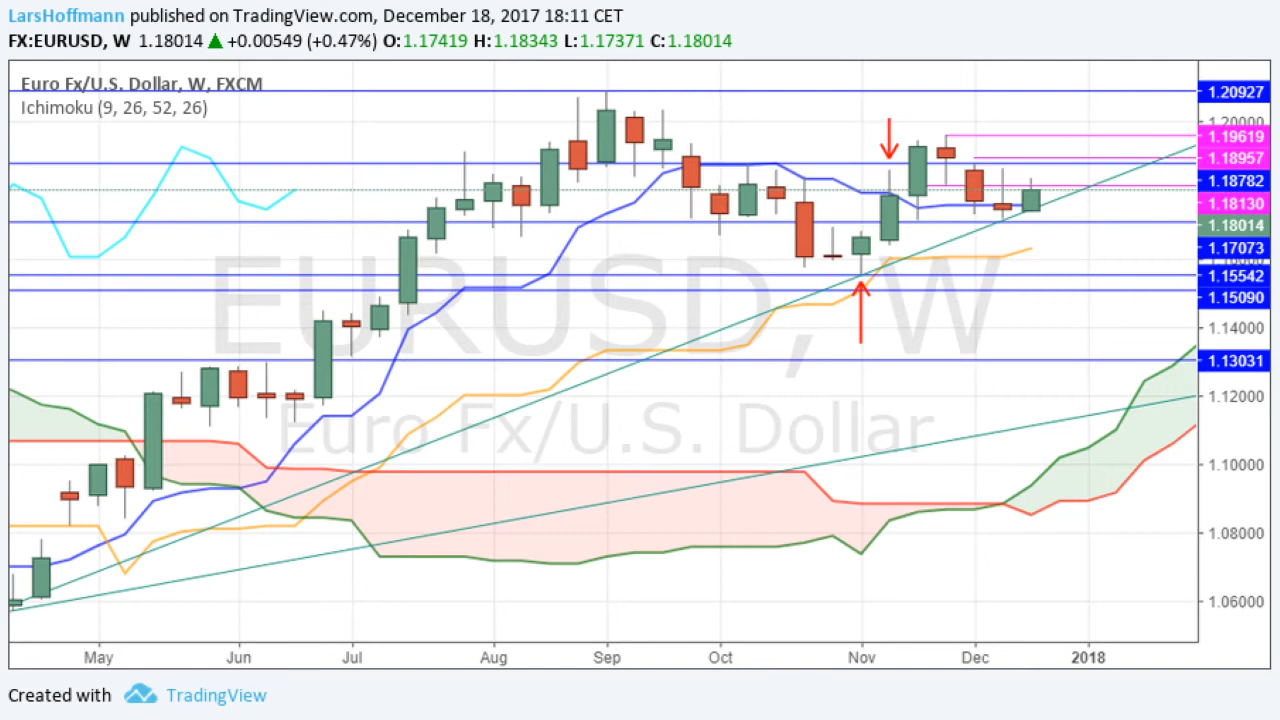 LarsHoffmann published on TradingView.com, December 18, 2017 18:11 CET
FX:EURUSD, W 1.18014 ▲ +0.00549 (+0.47%) O:1.17419 H:1.18343 L:1.17371 C:1.18014
Euro Fx/U.S. Dollar, W, FXCM
Ichimoku (9, 26, 52, 26)
1.20927
1.20000
1.19619
1.18957
1.18782
1.18130
1.18014
1.17073
1.15542
1.15090
1.14000
1.13031
1.12000
1.10000
1.08000
1.06000
EURUSD, W
Euro Fx/U.S. Dollar
May Jun Jul Aug Sep Oct Nov Dec 2018
Created with TradingView